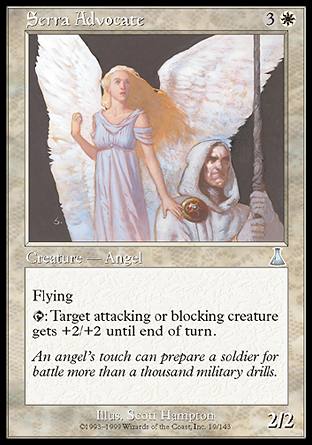 Serra Advocate 3
Creature — Angel
Flying
: Target attacking or blocking creature
gets +2/+2 until end of turn.
An angel's touch can prepare a soldier for
battle more than a thousand military drills.
Illus. Scott Hampton
©1993–1999 Wizards of the Coast, Inc. 19/143
2/2